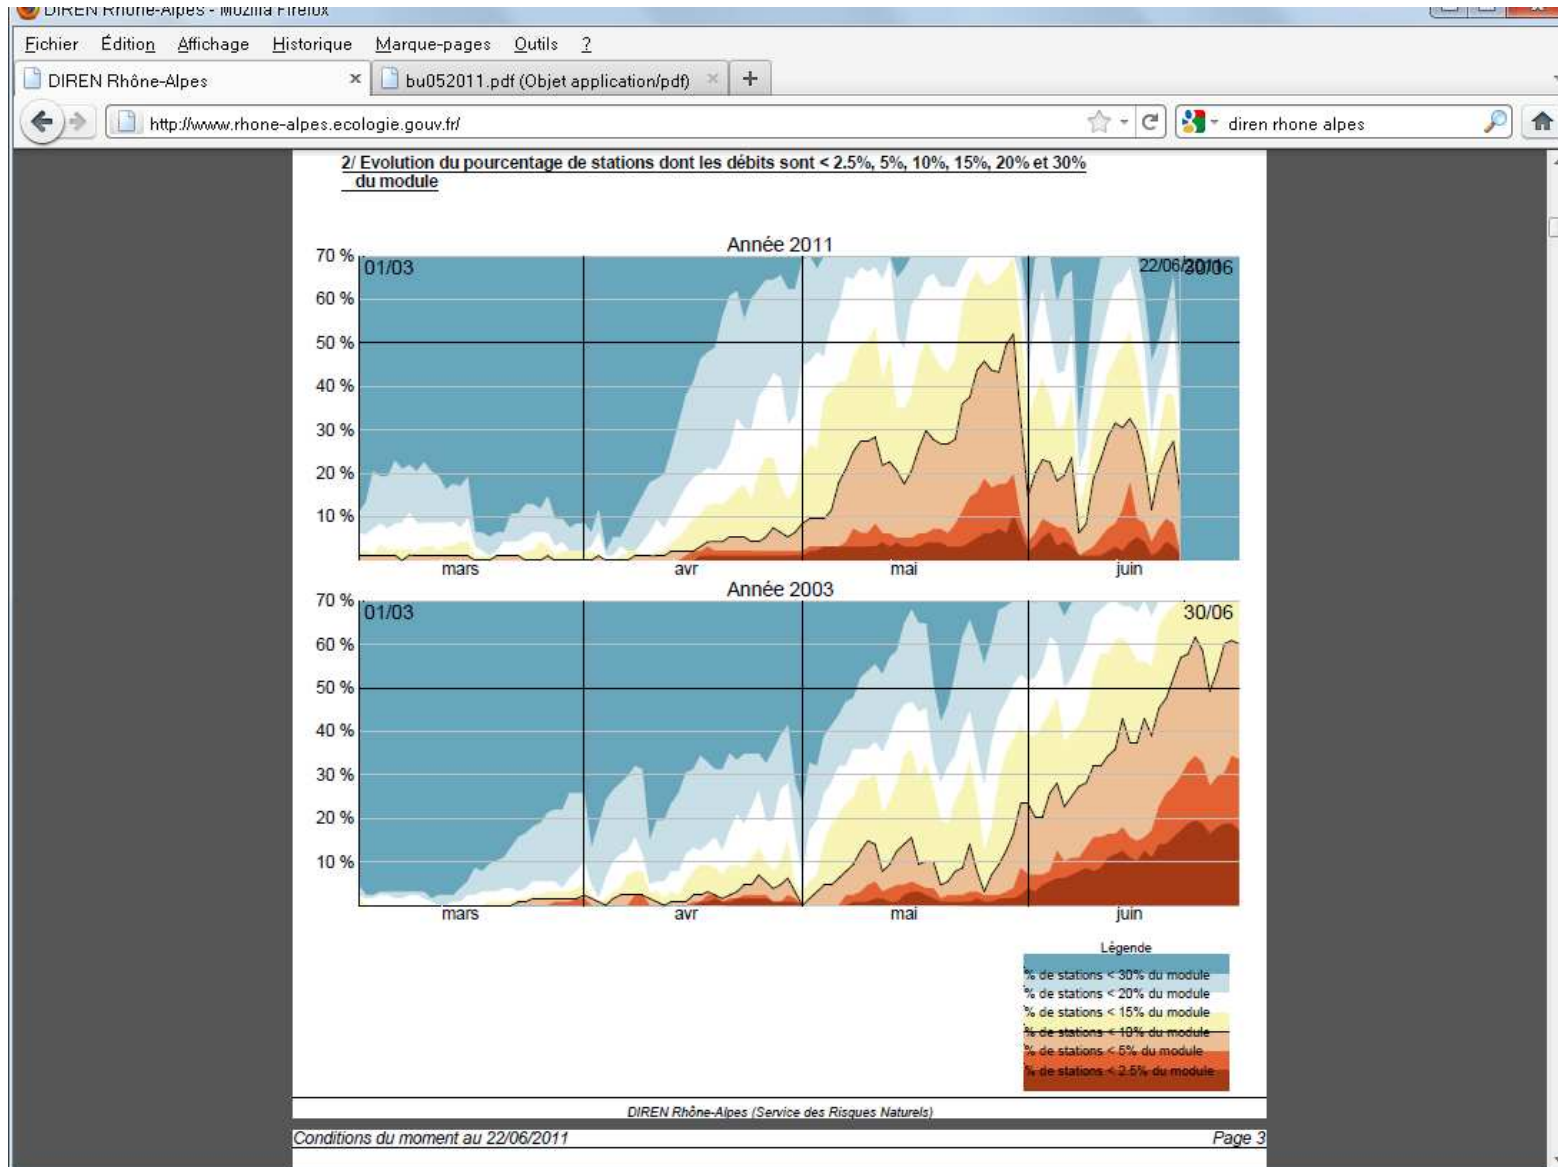 DIREN Rhône-Alpes - Mozilla Firefox
Fichier Édition Affichage Historique Marque-pages Outils ?
DIREN Rhône-Alpes × bu052011.pdf (Objet application/pdf) × +
http://www.rhone-alpes.ecologie.gouv.fr/ diren rhone alpes
2/ Evolution du pourcentage de stations dont les débits sont < 2.5%, 5%, 10%, 15%, 20% et 30%
du module
Année 2011
70 %
01/03 22/06/2011 30/06
60 %
50 %
40 %
30 %
20 %
10 %
mars avr mai juin
Année 2003
70 %
01/03 30/06
60 %
50 %
40 %
30 %
20 %
10 %
mars avr mai juin
Légende
% de stations < 30% du module
% de stations < 20% du module
% de stations < 15% du module
% de stations < 10% du module
% de stations < 5% du module
% de stations < 2.5% du module
DIREN Rhône-Alpes (Service des Risques Naturels)
Conditions du moment au 22/06/2011 Page 3